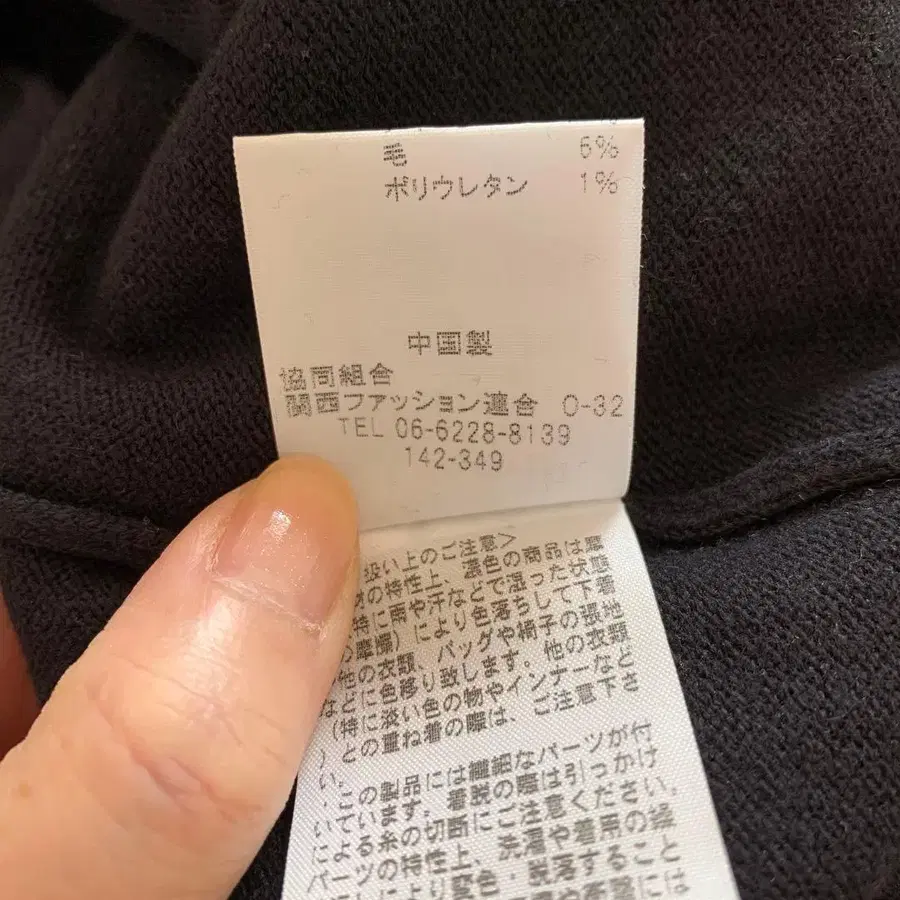 毛 6%
ポリウレタン 1%
中国製
協同組合
関西ファッション連合 O-32
TEL 06-6228-8139
142-349
扱い上のご注意>
の特性上、濃色の商品は摩
特に雨や汗などで湿った状態
の摩擦)により色落ちして下着
他の衣類、バッグや椅子の張地
などに色移り致します。他の衣類
(特に淡い色の物やインナーなど
)との重ね着の際は、ご注意下さ
い。
・この製品には繊細なパーツが付
いています。着脱の際は引っかけ
による糸の切断にご注意ください。
パーツの特性上、洗濯や着用の繰
により変色・脱落すること